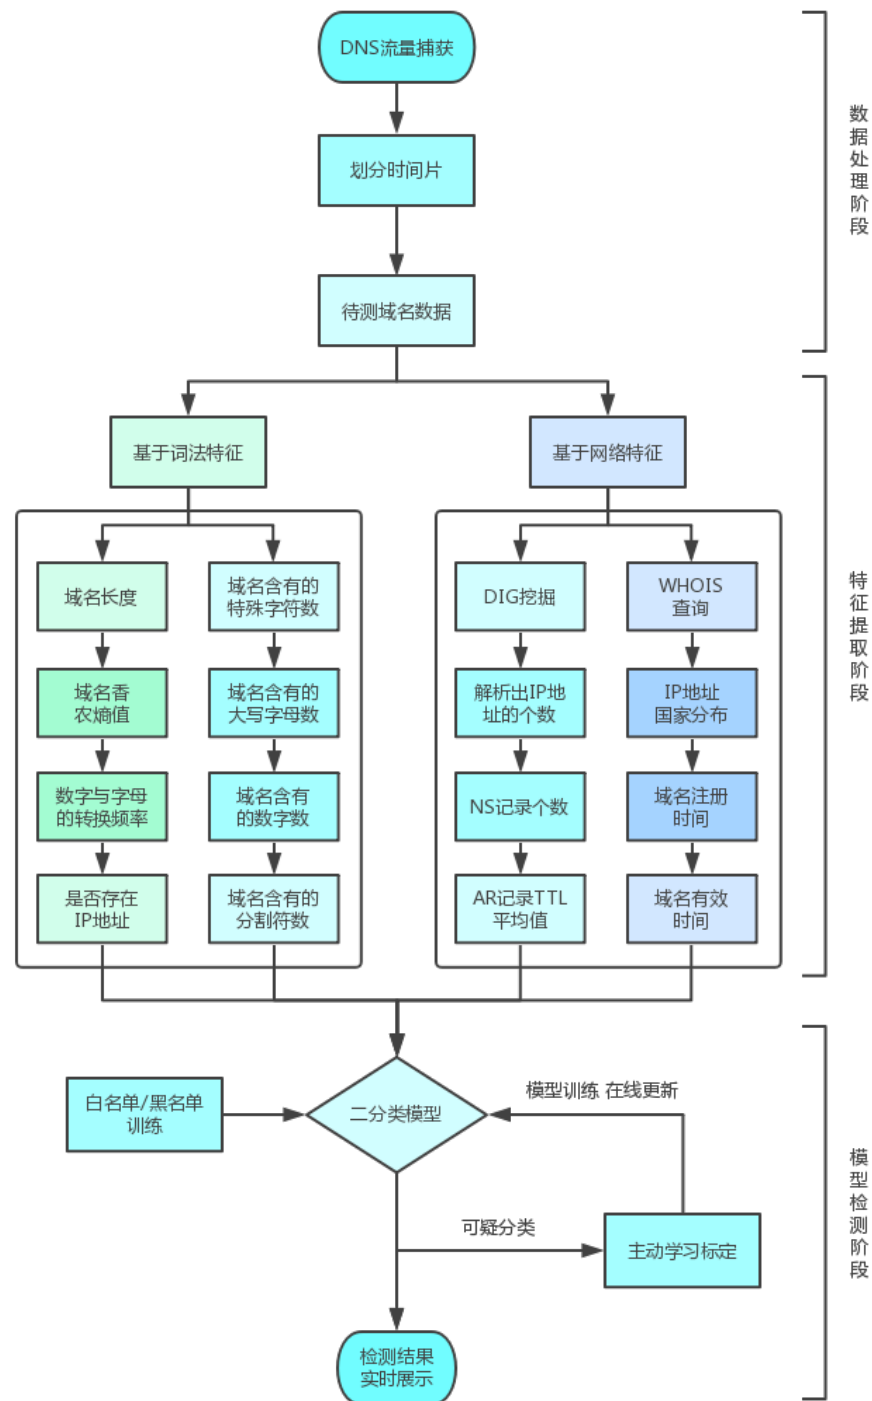 DNS流量捕获
划分时间片
待测域名数据
数据处理阶段
基于词法特征
基于网络特征
域名长度
域名香
农熵值
数字与字母
的转换频率
是否存在
IP地址
域名含有的
特殊字符数
域名含有的
大写字母数
域名含有
的数字数
域名含有的
分割符数
DIG挖掘
解析出IP地
址的个数
NS记录个数
AR记录TTL
平均值
WHOIS
查询
IP地址
国家分布
域名注册
时间
域名有效
时间
特征提取阶段
白名单/黑名单
训练
二分类模型
模型训练 在线更新
可疑分类
主动学习标定
检测结果
实时展示
模型检测阶段